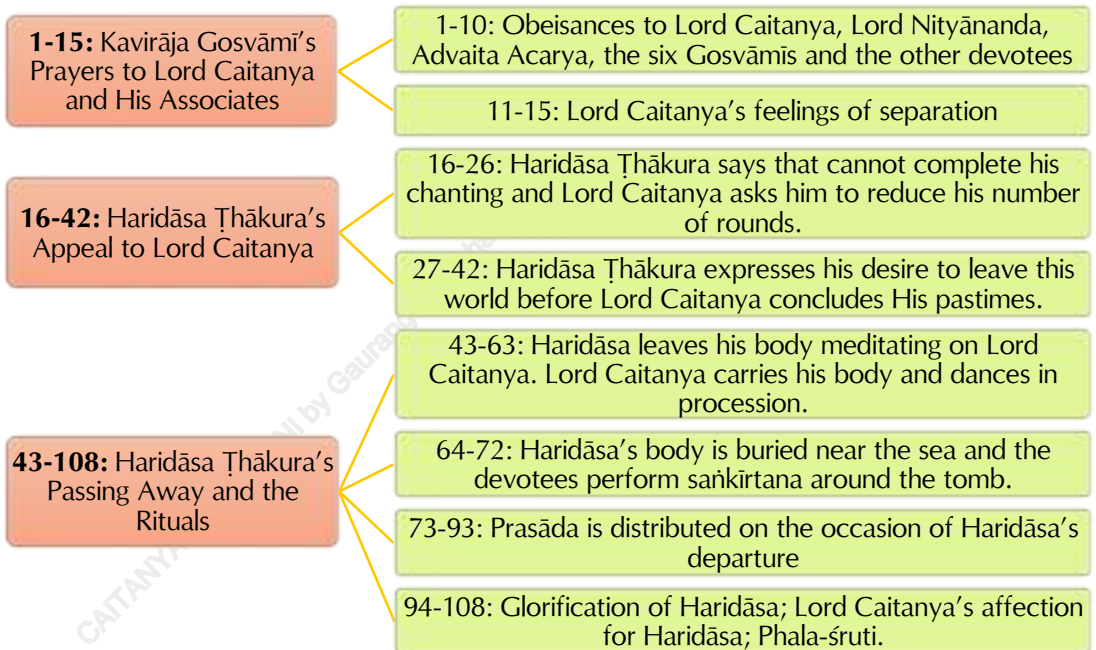 1-15: Kavirāja Gosvāmī's
Prayers to Lord Caitanya
and His Associates
1-10: Obeisances to Lord Caitanya, Lord Nityānanda,
Advaita Acarya, the six Gosvāmīs and the other devotees
11-15: Lord Caitanya's feelings of separation
16-42: Haridāsa Ṭhākura's
Appeal to Lord Caitanya
16-26: Haridāsa Ṭhākura says that cannot complete his
chanting and Lord Caitanya asks him to reduce his number
of rounds.
27-42: Haridāsa Ṭhākura expresses his desire to leave this
world before Lord Caitanya concludes His pastimes.
43-108: Haridāsa Ṭhākura's
Passing Away and the
Rituals
43-63: Haridāsa leaves his body meditating on Lord
Caitanya. Lord Caitanya carries his body and dances in
procession.
64-72: Haridāsa's body is buried near the sea and the
devotees perform saṅkīrtana around the tomb.
73-93: Prasāda is distributed on the occasion of Haridāsa's
departure
94-108: Glorification of Haridāsa; Lord Caitanya's affection
for Haridāsa; Phala-śruti.